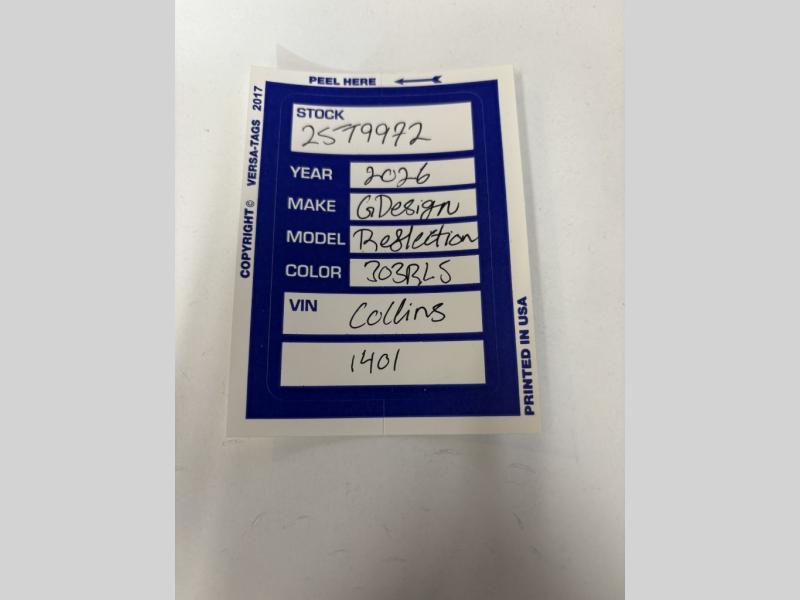 PEEL HERE
COPYRIGHT© VERSA-TAGS 2017
STOCK
25T9972
YEAR 2026
MAKE GDesign
MODEL Reflection
COLOR 303RLS
VIN Collins
1401
PRINTED IN USA